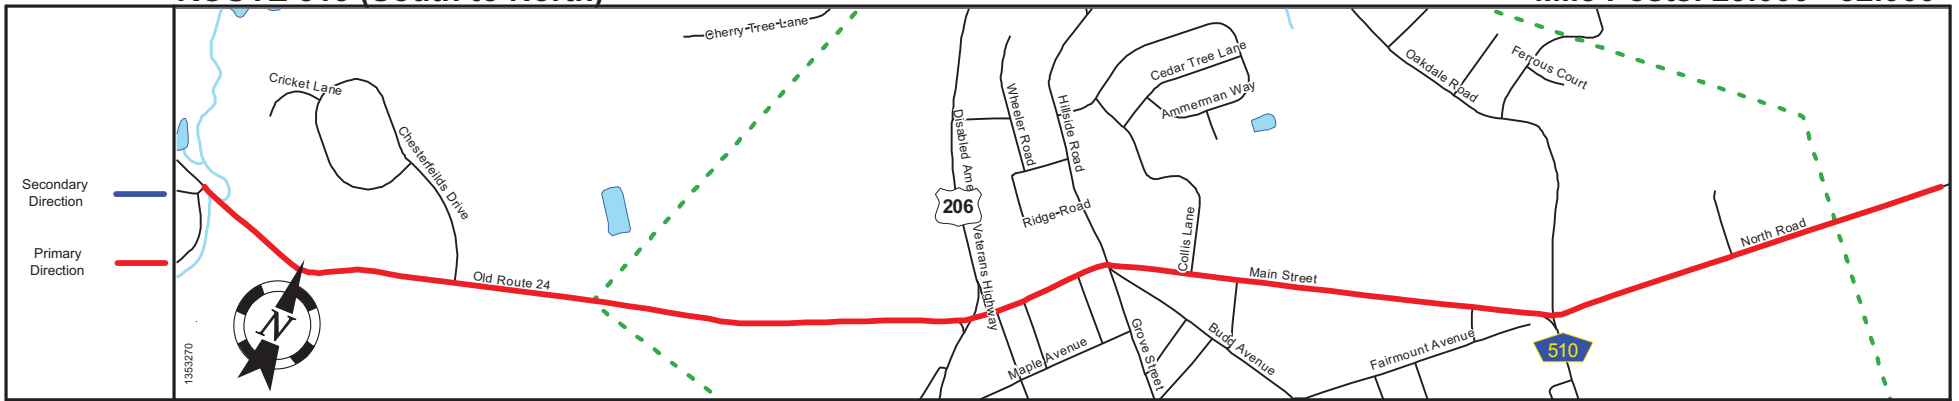 Secondary
Direction
Primary
Direction
Cherry Tree Lane
Cricket Lane
Chesterfeilds Drive
Old Route 24
1353270
N
206
Disabled Ame
Veterans Highway
Wheeler Road
Hillside Road
Ridge Road
Cedar Tree Lane
Ammerman Way
Collis Lane
Main Street
Maple Avenue
Grove Street
Budd Avenue
Fairmount Avenue
Oakdale Road
Ferrous Court
North Road
510